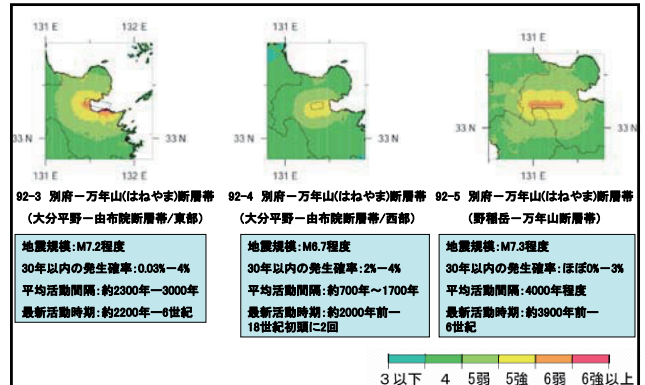 131 E 132 E
33 N 33 N
131 E 132 E
131 E
33 N
131 E
131 E
33 N
131 E
92-3 別府ー万年山(はねやま)断層帯
(大分平野ー由布院断層帯/東部)
地震規模:M7.2程度
30年以内の発生確率:0.03%ー4%
平均活動間隔:約2300年ー3000年
最新活動時期:約2200年ー6世紀
92-4 別府ー万年山(はねやま)断層帯
(大分平野ー由布院断層帯/西部)
地震規模:M6.7程度
30年以内の発生確率:2%ー4%
平均活動間隔:約700年～1700年
最新活動時期:約2000年前ー
18世紀初頭に2回
92-5 別府ー万年山(はねやま)断層帯
(野稲岳ー万年山断層帯)
地震規模:M7.3程度
30年以内の発生確率:ほぼ0%ー3%
平均活動間隔:4000年程度
最新活動時期:約3900年前ー
6世紀
3以下 4 5弱 5強 6弱 6強以上